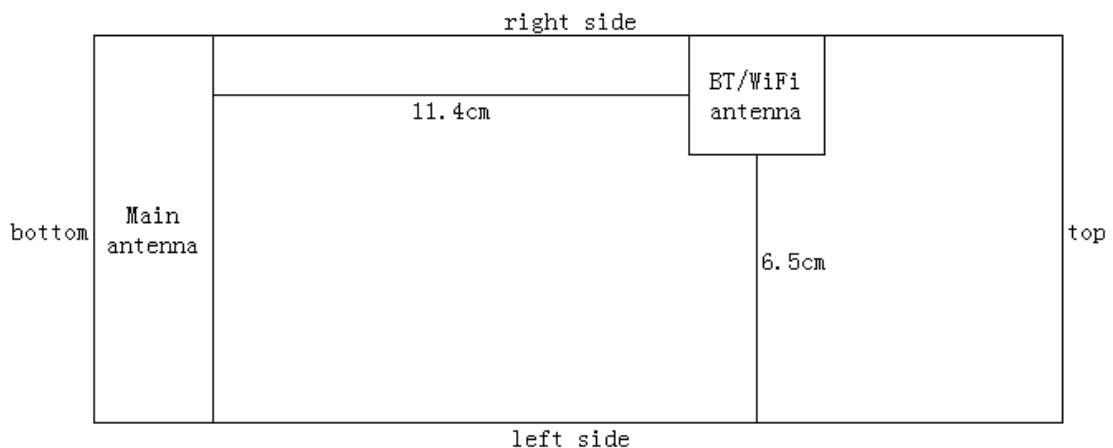 right side
BT/WiFi
antenna
11.4cm
Main
antenna
bottom
top
6.5cm
left side